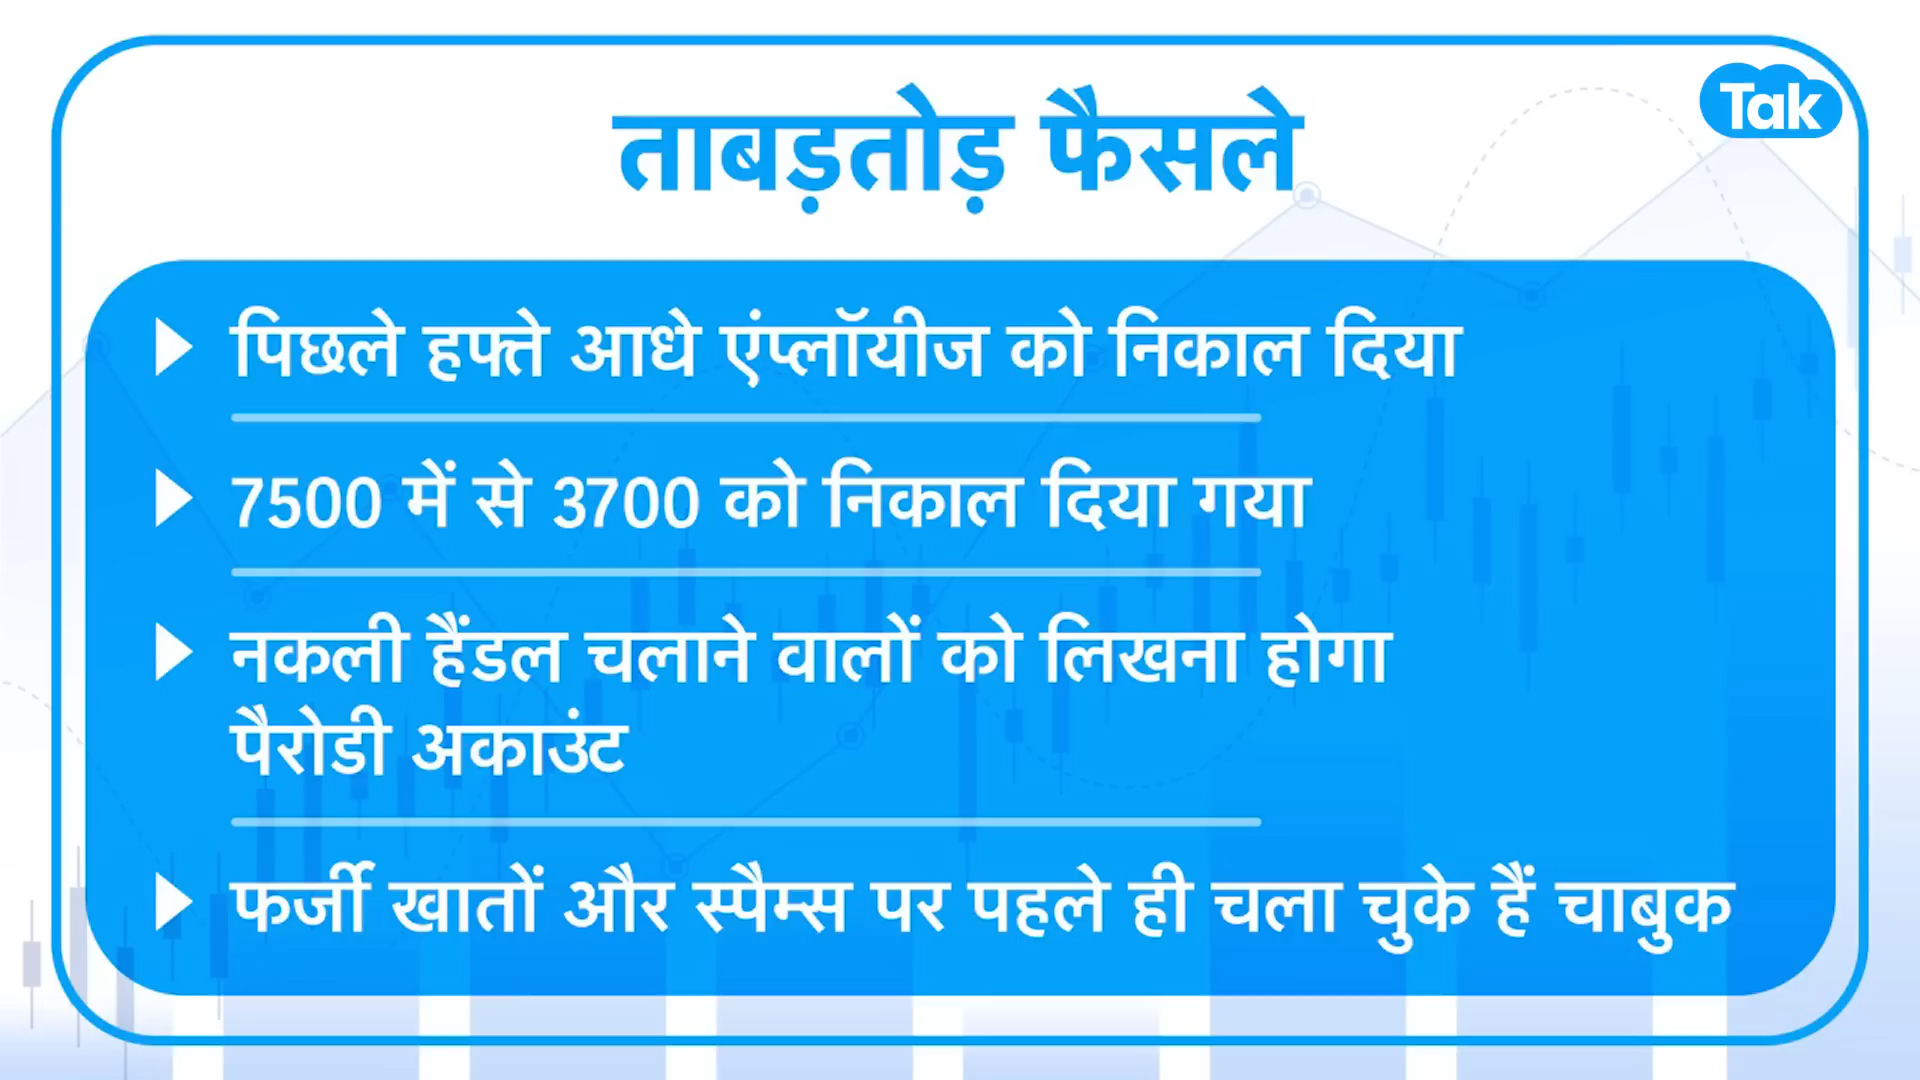 Tak
ताबड़तोड़ फैसले
पिछले हफ्ते आधे एंप्लॉयीज को निकाल दिया
7500 में से 3700 को निकाल दिया गया
नकली हैंडल चलाने वालों को लिखना होगा
पैरोडी अकाउंट
फर्जी खातों और स्पैम्स पर पहले ही चला चुके हैं चाबुक